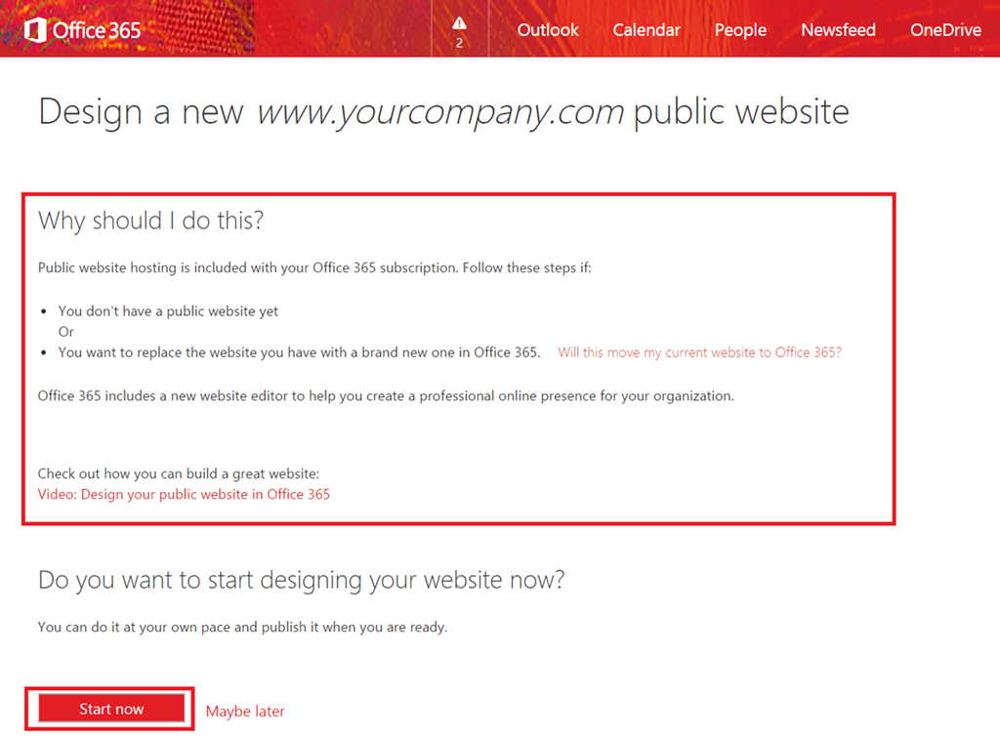 Office 365
2
Outlook
Calendar
People
Newsfeed
OneDrive
Design a new www.yourcompany.com public website
Why should I do this?
Public website hosting is included with your Office 365 subscription. Follow these steps if:
• You don't have a public website yet
Or
• You want to replace the website you have with a brand new one in Office 365. Will this move my current website to Office 365?
Office 365 includes a new website editor to help you create a professional online presence for your organization.
Check out how you can build a great website:
Video: Design your public website in Office 365
Do you want to start designing your website now?
You can do it at your own pace and publish it when you are ready.
Start now
Maybe later